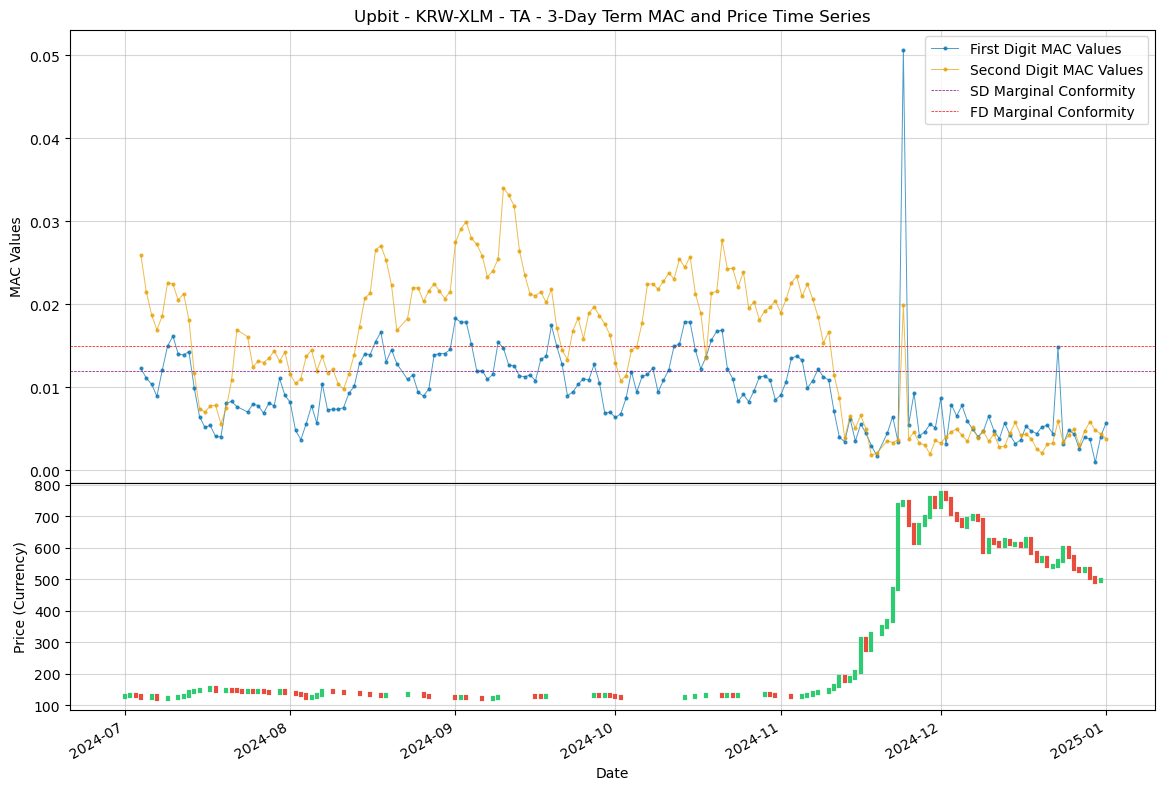 Upbit - KRW-XLM - TA - 3-Day Term MAC and Price Time Series
First Digit MAC Values
Second Digit MAC Values
SD Marginal Conformity
FD Marginal Conformity
MAC Values
0.05
0.04
0.03
0.02
0.01
0.00
Price (Currency)
800
700
600
500
400
300
200
100
2024-07
2024-08
2024-09
2024-10
2024-11
2024-12
2025-01
Date